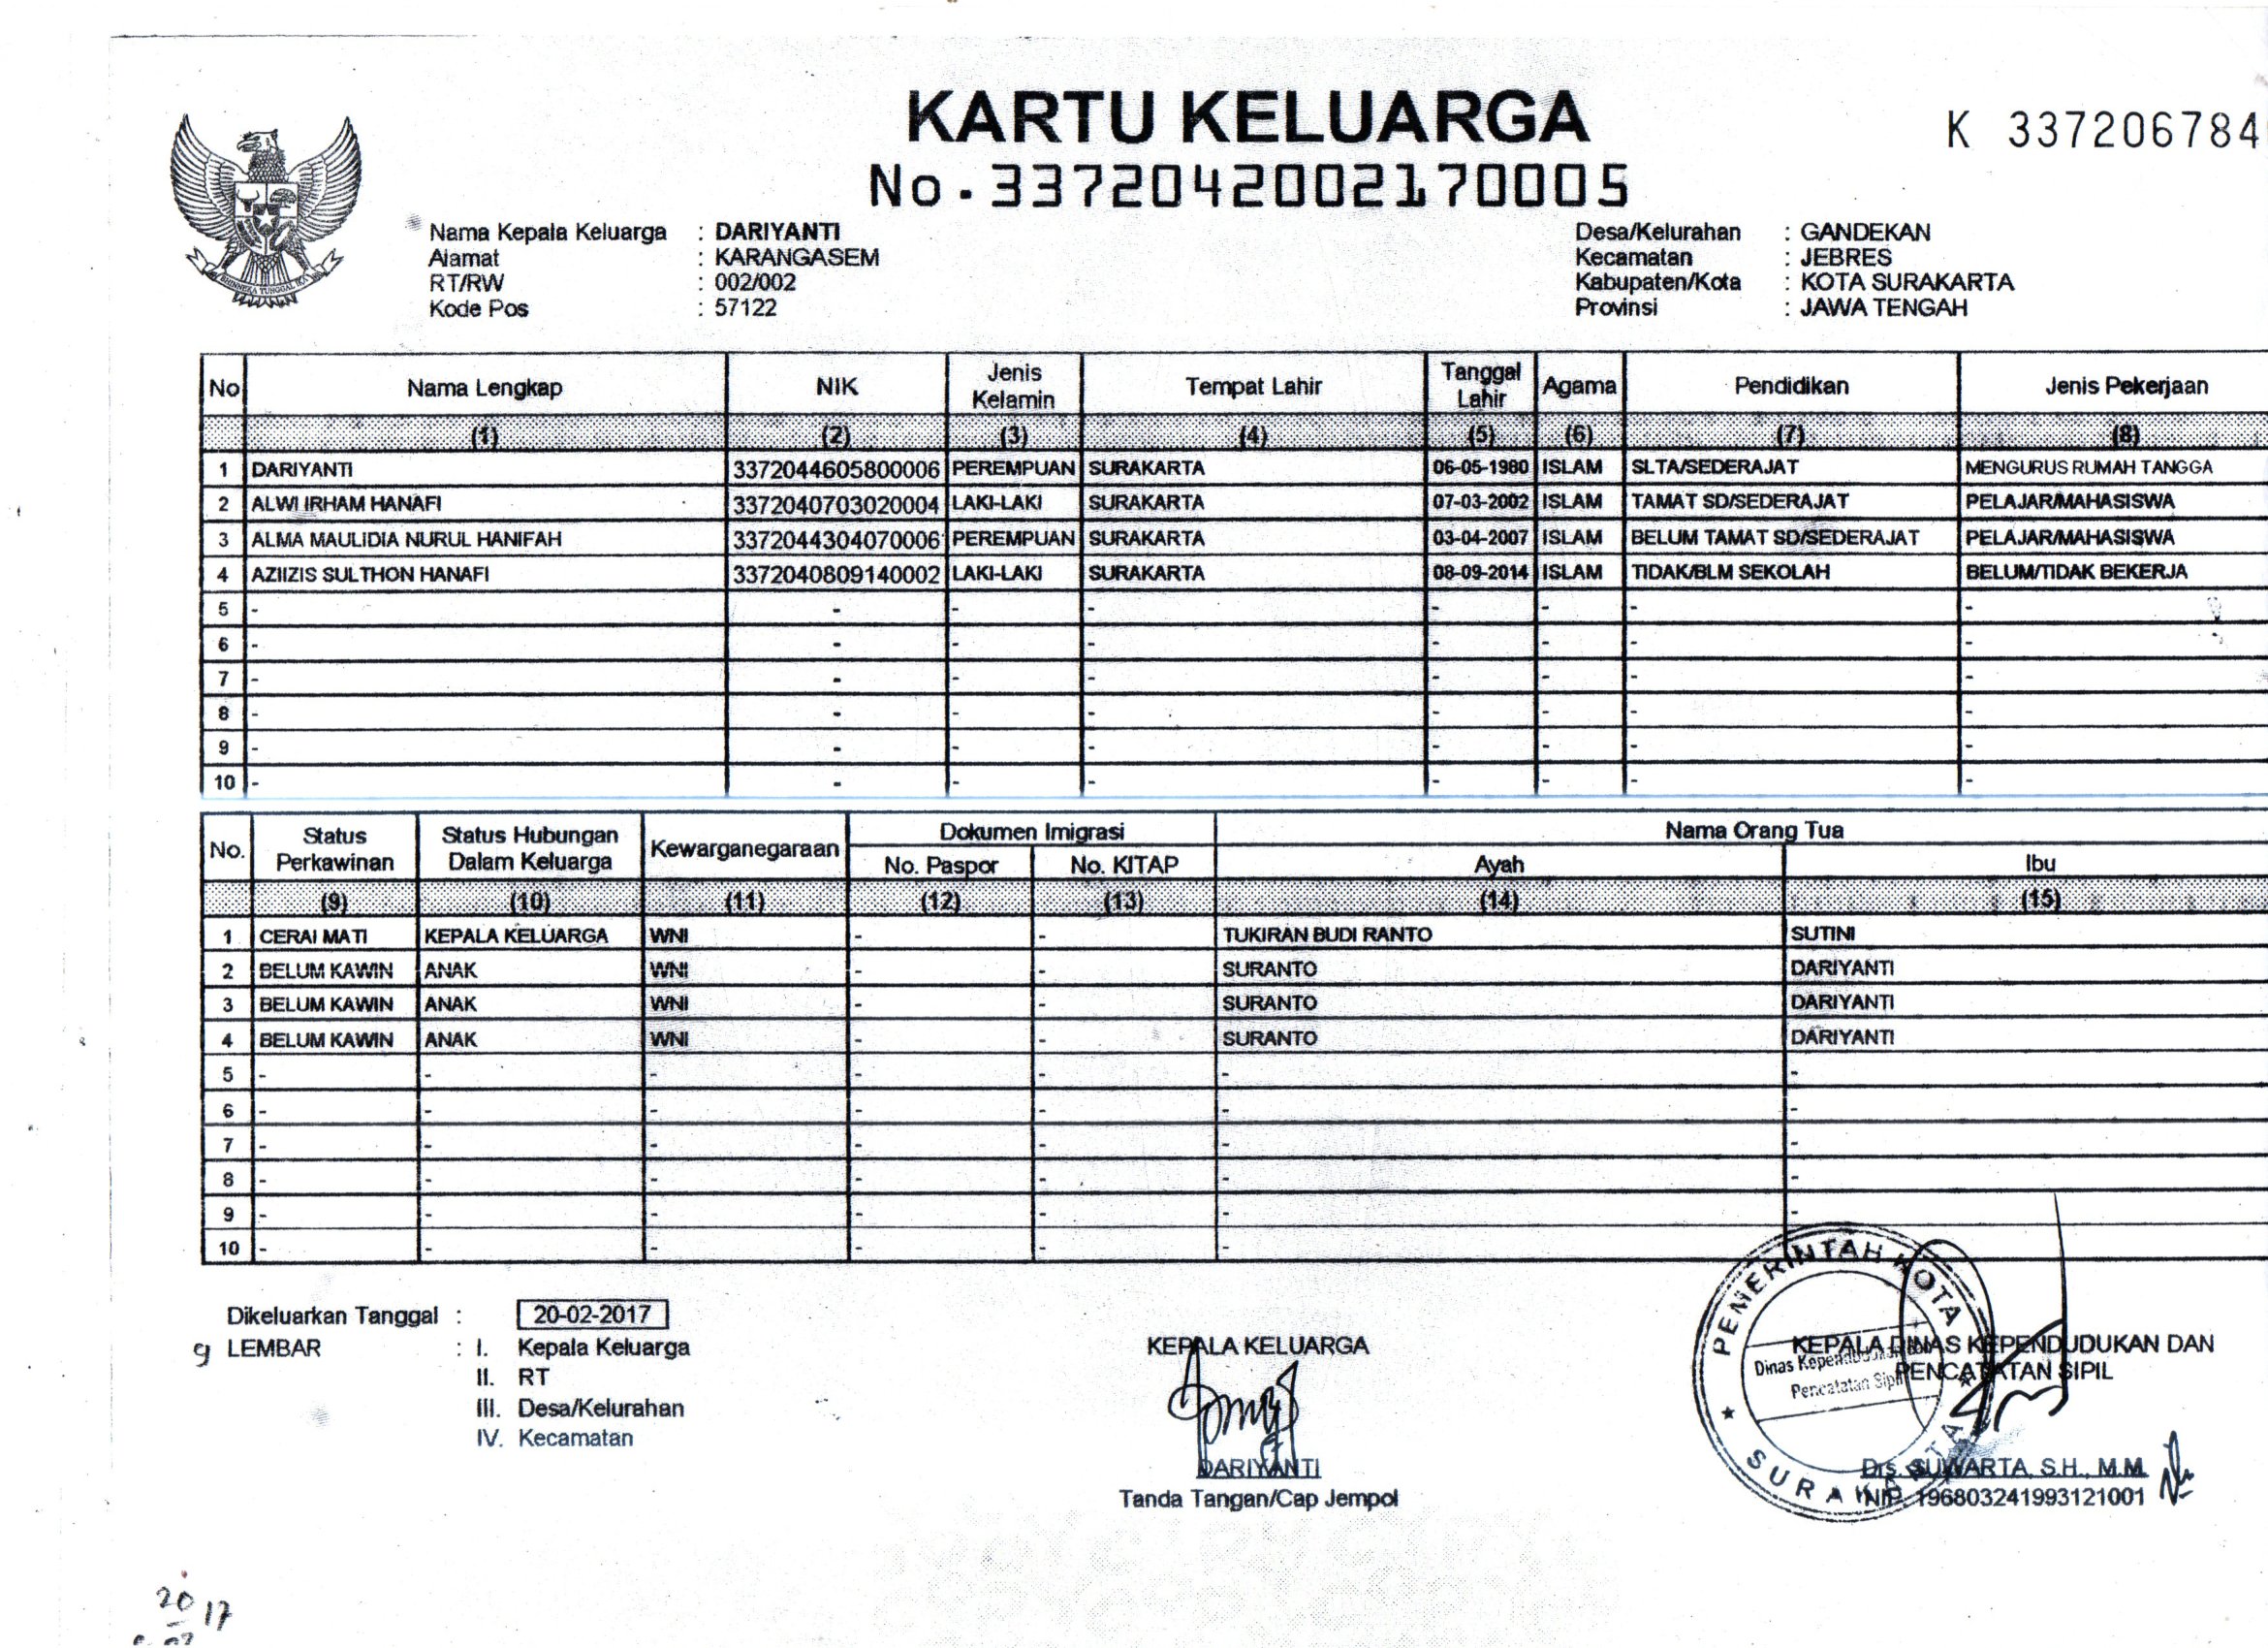 KARTU KELUARGA
No. 3372042002170005
K 337206784
BHINNEKA TUNGGAL IKA
Nama Kepala Keluarga : DARIYANTI
Alamat : KARANGASEM
RT/RW : 002/002
Kode Pos : 57122
Desa/Kelurahan : GANDEKAN
Kecamatan : JEBRES
Kabupaten/Kota : KOTA SURAKARTA
Provinsi : JAWA TENGAH
No Nama Lengkap NIK Jenis Kelamin Tempat Lahir Tanggal Lahir Agama Pendidikan Jenis Pekerjaan
(1) (2) (3) (4) (5) (6) (7) (8)
1 DARIYANTI 3372044605800006 PEREMPUAN SURAKARTA 06-05-1980 ISLAM SLTA/SEDERAJAT MENGURUS RUMAH TANGGA
2 ALWI IRHAM HANAFI 3372040703020004 LAKI-LAKI SURAKARTA 07-03-2002 ISLAM TAMAT SD/SEDERAJAT PELAJAR/MAHASISWA
3 ALMA MAULIDIA NURUL HANIFAH 3372044304070006 PEREMPUAN SURAKARTA 03-04-2007 ISLAM BELUM TAMAT SD/SEDERAJAT PELAJAR/MAHASISWA
4 AZIIZIS SULTHON HANAFI 3372040809140002 LAKI-LAKI SURAKARTA 08-09-2014 ISLAM TIDAK/BLM SEKOLAH BELUM/TIDAK BEKERJA
5 - - - - - - - -
6 - - - - - - - -
7 - - - - - - - -
8 - - - - - - - -
9 - - - - - - - -
10 - - - - - - - -
No. Status Perkawinan Status Hubungan Dalam Keluarga Kewarganegaraan Dokumen Imigrasi Nama Orang Tua
No. Paspor No. KITAP Ayah Ibu
(9) (10) (11) (12) (13) (14) (15)
1 CERAI MATI KEPALA KELUARGA WNI - - TUKIRAN BUDI RANTO SUTINI
2 BELUM KAWIN ANAK WNI - - SURANTO DARIYANTI
3 BELUM KAWIN ANAK WNI - - SURANTO DARIYANTI
4 BELUM KAWIN ANAK WNI - - SURANTO DARIYANTI
5 - - - - - - -
6 - - - - - - -
7 - - - - - - -
8 - - - - - - -
9 - - - - - - -
10 - - - - - -
Dikeluarkan Tanggal : 20-02-2017
LEMBAR : I. Kepala Keluarga
II. RT
III. Desa/Kelurahan
IV. Kecamatan
KEPALA KELUARGA
DARIYANTI
Tanda Tangan/Cap Jempol
PEMERINTAH KOTA
SURAKARTA
Dinas Kependudukan dan
Pencatatan Sipil
KEPALA DINAS KEPENDUDUKAN DAN
PENCATATAN SIPIL
Drs. SUWARTA, S.H., M.M.
NIP. 196803241993121001
20
17